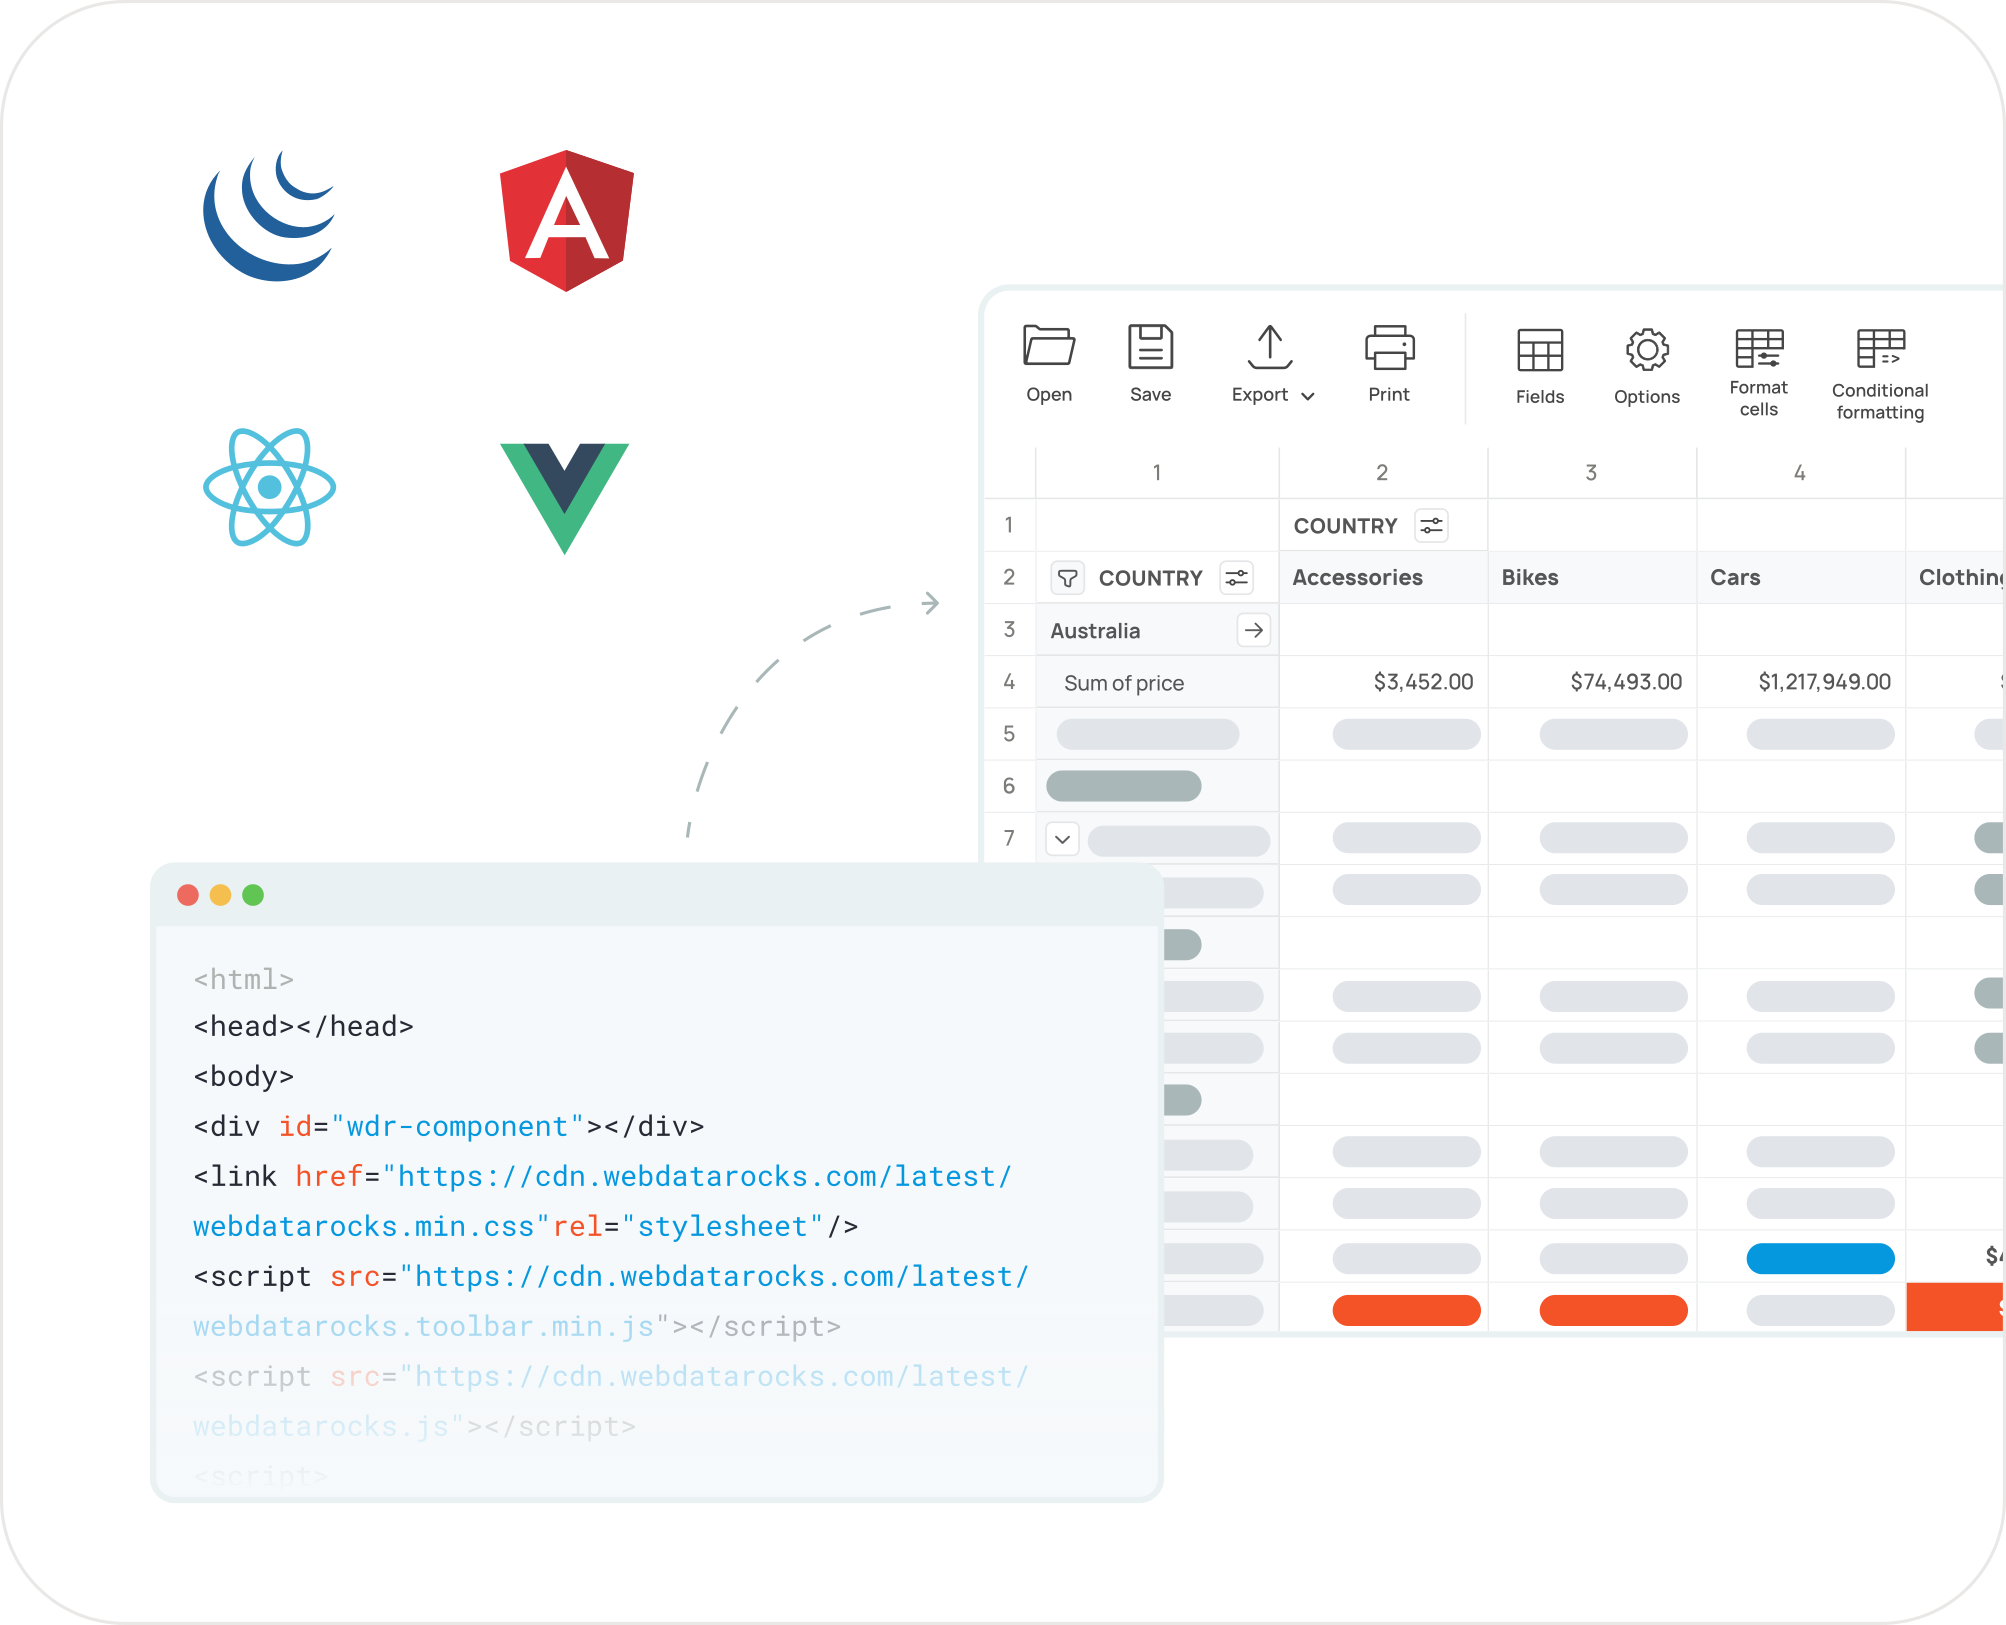 Open
Save
Export
Print
Fields
Options
Format
cells
Conditional
formatting
1 2 3 4
1 COUNTRY
2 COUNTRY Accessories Bikes Cars Clothing
3 Australia
4 Sum of price $3,452.00 $74,493.00 $1,217,949.00
5
6
7
<html>
<head></head>
<body>
<div id="wdr-component"></div>
<link href="https://cdn.webdatarocks.com/latest/
webdatarocks.min.css"rel="stylesheet"/>
<script src="https://cdn.webdatarocks.com/latest/
webdatarocks.toolbar.min.js"></script>
<script src="https://cdn.webdatarocks.com/latest/
webdatarocks.js"></script>
<script>